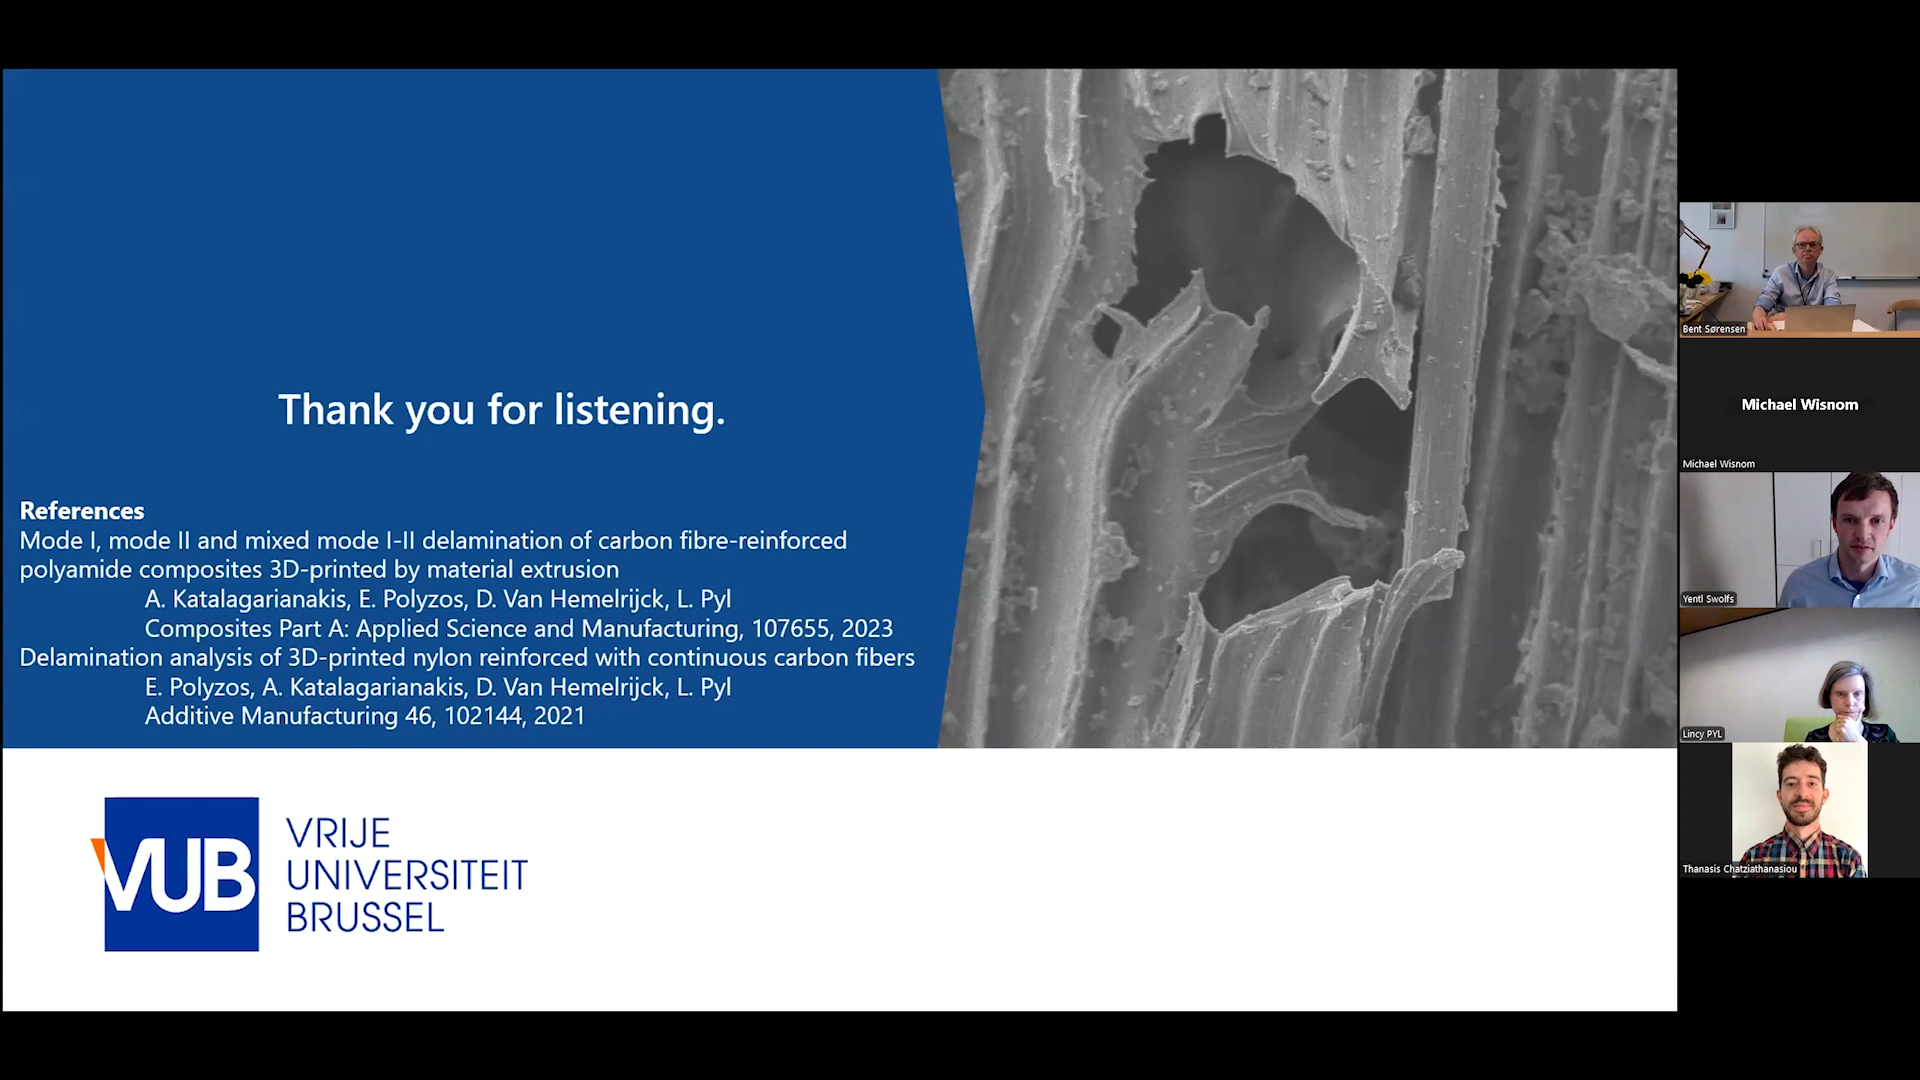 Thank you for listening.
References
Mode I, mode II and mixed mode I-II delamination of carbon fibre-reinforced
polyamide composites 3D-printed by material extrusion
A. Katalagarianakis, E. Polyzos, D. Van Hemelrijck, L. Pyl
Composites Part A: Applied Science and Manufacturing, 107655, 2023
Delamination analysis of 3D-printed nylon reinforced with continuous carbon fibers
E. Polyzos, A. Katalagarianakis, D. Van Hemelrijck, L. Pyl
Additive Manufacturing 46, 102144, 2021
VUB
VRIJE
UNIVERSITEIT
BRUSSEL
Bent Sørensen
Michael Wisnom
Michael Wisnom
Yentl Swolfs
Lincy PYL
Thanasis Chatziathanasiou